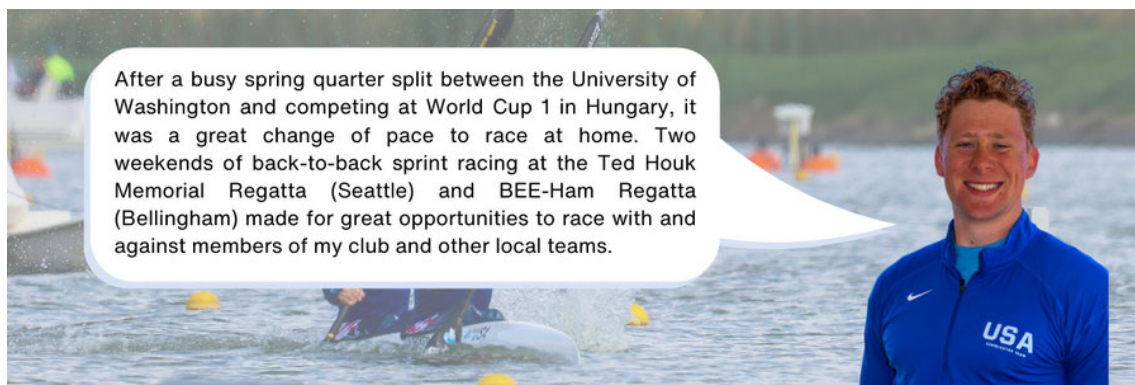 After a busy spring quarter split between the University of
Washington and competing at World Cup 1 in Hungary, it
was a great change of pace to race at home. Two
weekends of back-to-back sprint racing at the Ted Houk
Memorial Regatta (Seattle) and BEE-Ham Regatta
(Bellingham) made for great opportunities to race with and
against members of my club and other local teams.
USA